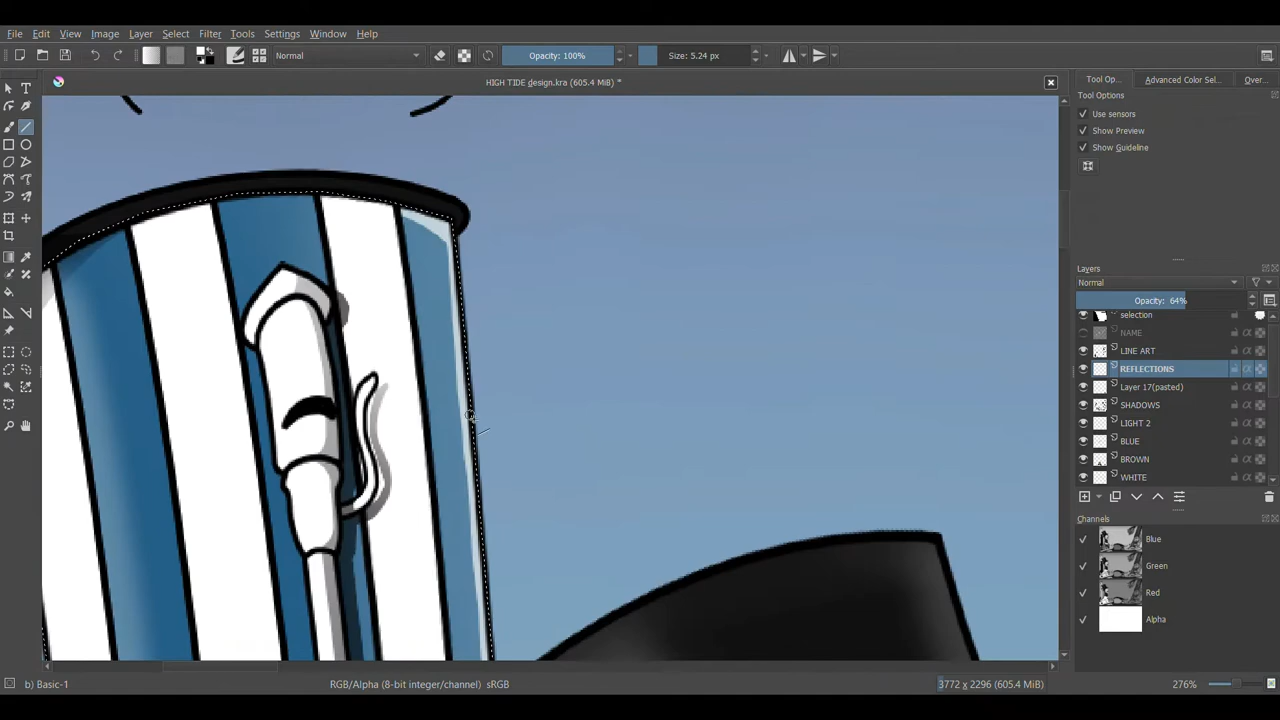 File Edit View Image Layer Select Filter Tools Settings Window Help
Normal Opacity: 100% Size: 5.24 px
HIGH TIDE design.kra (605.4 MiB) *
Tool Op... Advanced Color Sel... Over...
Tool Options
Use sensors
Show Preview
Show Guideline
Layers
Normal
Opacity: 64%
selection
NAME
LINE ART
REFLECTIONS
Layer 17(pasted)
SHADOWS
LIGHT 2
BLUE
BROWN
WHITE
Channels
Blue
Green
Red
Alpha
b) Basic-1 RGB/Alpha (8-bit integer/channel) sRGB 3772 x 2296 (605.4 MiB) 276%